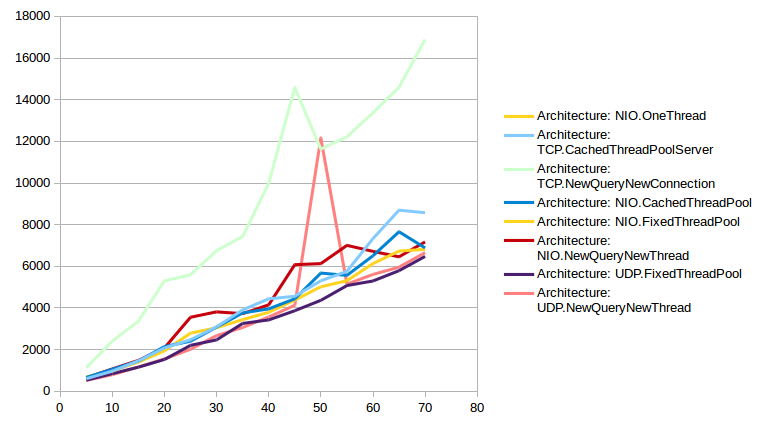 18000
16000
14000
12000
10000
8000
6000
4000
2000
0
0 10 20 30 40 50 60 70 80
Architecture: NIO.OneThread
Architecture:
TCP.CachedThreadPoolServer
Architecture:
TCP.NewQueryNewConnection
Architecture: NIO.CachedThreadPool
Architecture: NIO.FixedThreadPool
Architecture:
NIO.NewQueryNewThread
Architecture: UDP.FixedThreadPool
Architecture:
UDP.NewQueryNewThread